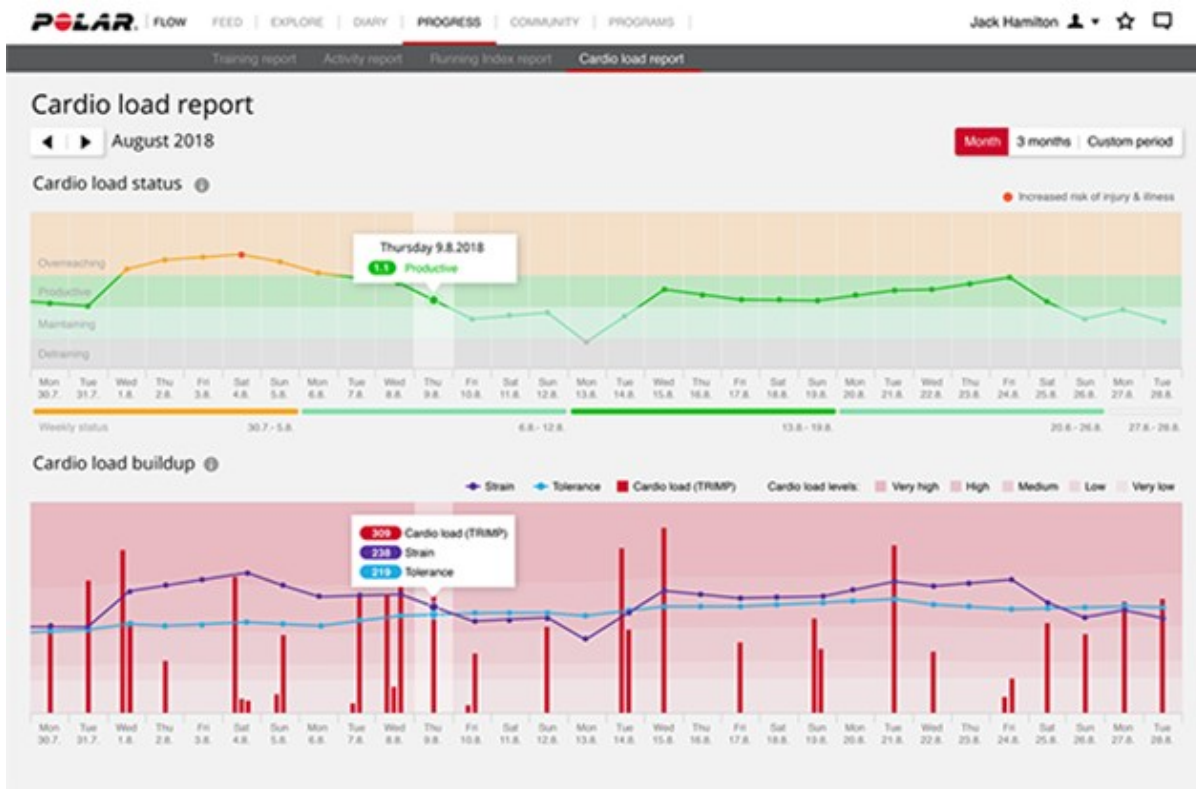 POLAR. FLOW FEED EXPLORE DIARY PROGRESS COMMUNITY PROGRAMS Jack Hamilton
Training report Activity report Running Index report Cardio load report
Cardio load report
August 2018 Month 3 months Custom period
Cardio load status
Increased risk of injury & illness
Thursday 9.8.2018
1.1 Productive
Overreaching
Productive
Maintaining
Detraining
Mon Tue Wed Thu Fri Sat Sun Mon Tue Wed Thu Fri Sat Sun Mon Tue Wed Thu Fri Sat Sun Mon Tue Wed Thu Fri Sat Sun Mon Tue
30.7. 31.7. 1.8. 2.8. 3.8. 4.8. 5.8. 6.8. 7.8. 8.8. 9.8. 10.8. 11.8. 12.8. 13.8. 14.8. 15.8. 16.8. 17.8. 18.8. 19.8. 20.8. 21.8. 22.8. 23.8. 24.8. 25.8. 26.8. 27.8. 28.8.
Weekly status 30.7.- 5.8. 6.8.- 12.8. 13.8.- 19.8. 20.6.- 26.8. 27.8.- 28.8.
Cardio load buildup
Strain Tolerance Cardio load (TRIMP) Cardio load levels: Very high High Medium Low Very low
309 Cardio load (TRIMP)
238 Strain
219 Tolerance
Mon Tue Wed Thu Fri Sat Sun Mon Tue Wed Thu Fri Sat Sun Mon Tue Wed Thu Fri Sat Sun Mon Tue Wed Thu Fri Sat Sun Mon Tue
30.7. 31.7. 1.8. 2.8. 3.8. 4.8. 5.8. 6.8. 7.8. 8.8. 9.8. 10.8. 11.8. 12.8. 13.8. 14.8. 15.8. 16.8. 17.8. 18.8. 19.8. 20.8. 21.8. 22.8. 23.8. 24.8. 25.8. 26.8. 27.8. 28.8.